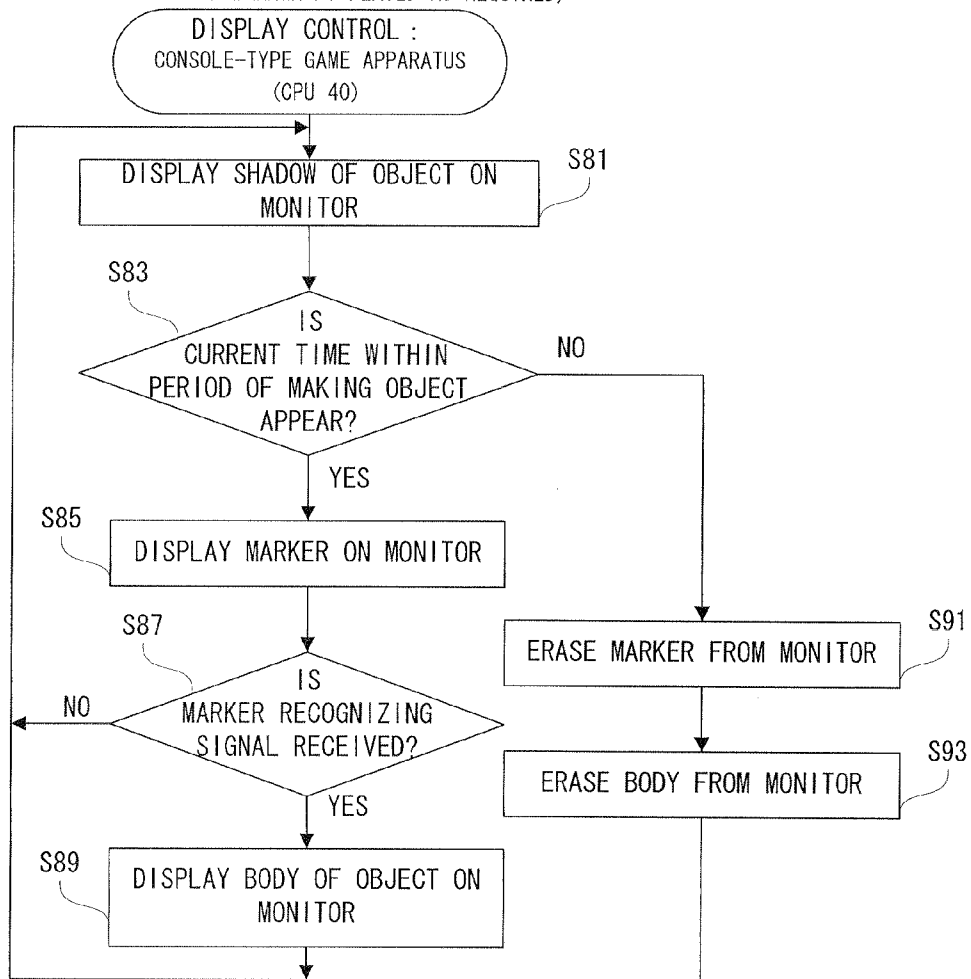 DISPLAY CONTROL :
CONSOLE-TYPE GAME APPARATUS
(CPU 40)
DISPLAY SHADOW OF OBJECT ON
MONITOR
S81
S83
IS
CURRENT TIME WITHIN
PERIOD OF MAKING OBJECT
APPEAR?
NO
YES
S85
DISPLAY MARKER ON MONITOR
S87
IS
MARKER RECOGNIZING
SIGNAL RECEIVED?
NO
YES
S91
ERASE MARKER FROM MONITOR
S93
ERASE BODY FROM MONITOR
S89
DISPLAY BODY OF OBJECT ON
MONITOR